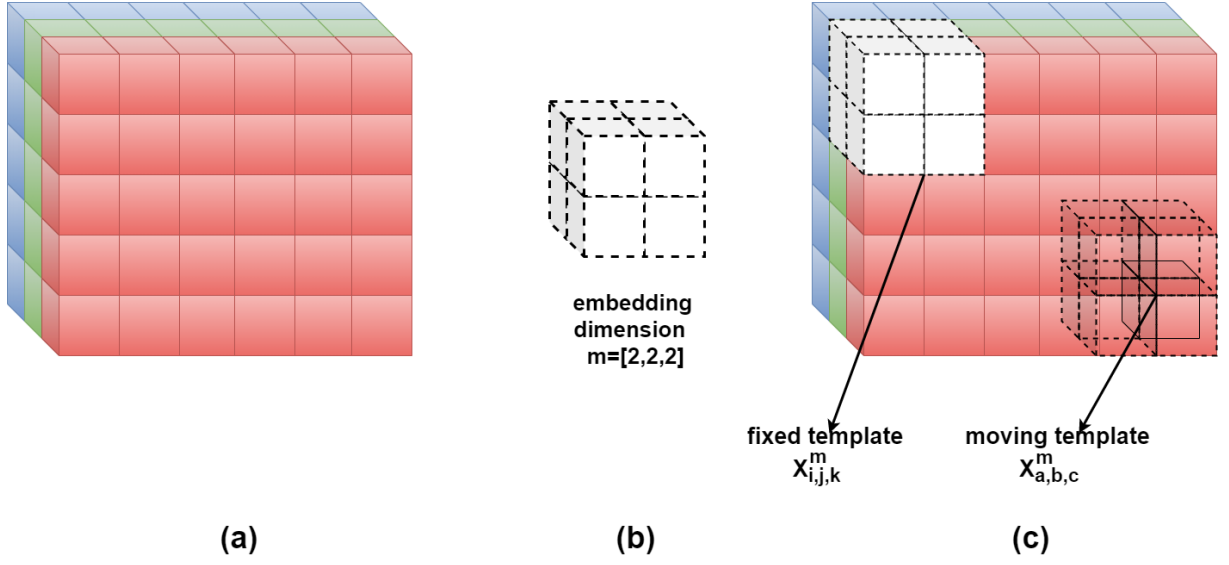 embedding
dimension
m=[2,2,2]
fixed template
X^m_{i,j,k}
moving template
X^m_{a,b,c}
(a)
(b)
(c)